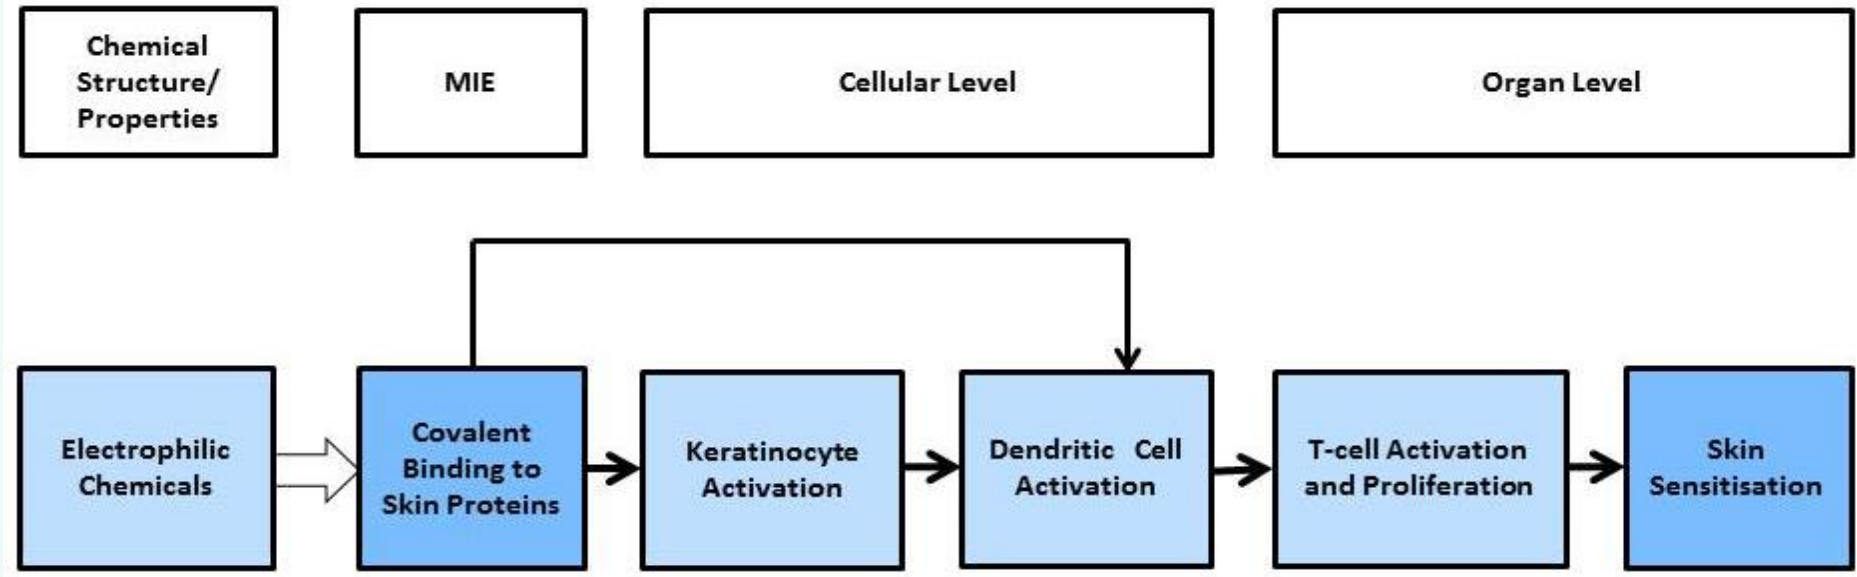 Chemical
Structure/
Properties
MIE
Cellular Level
Organ Level
Electrophilic
Chemicals
Covalent
Binding to
Skin Proteins
Keratinocyte
Activation
Dendritic Cell
Activation
T-cell Activation
and Proliferation
Skin
Sensitisation